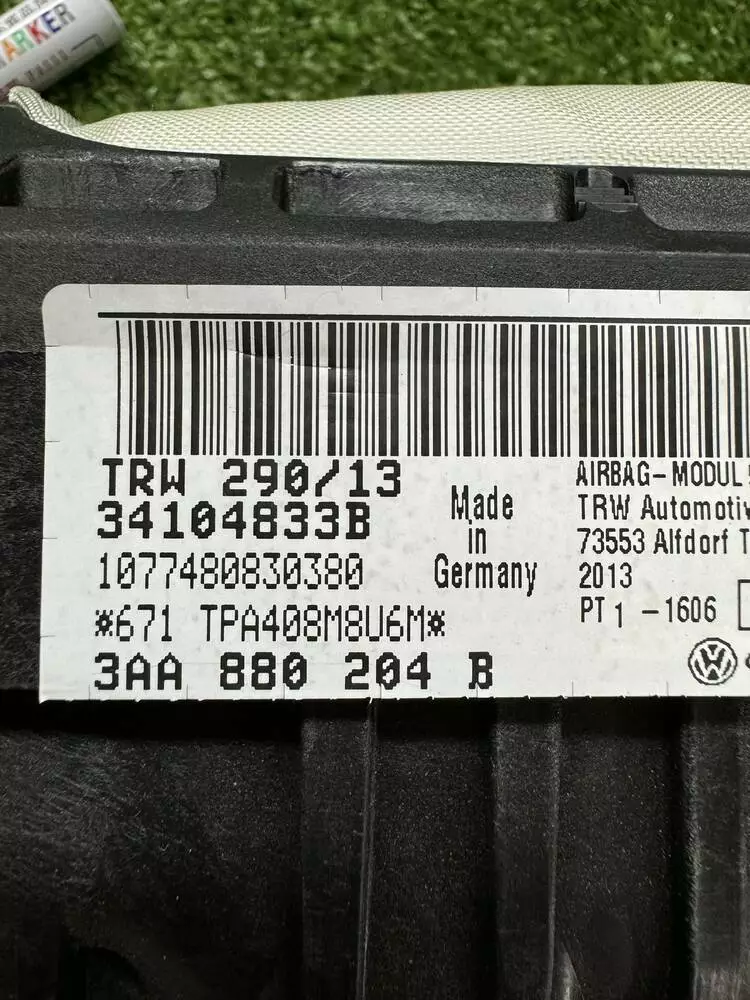 ARKER
TRW 290/13
34104833B
1077480830380
*671 TPA408M8U6M*
3AA 880 204 B
Made
in
Germany
AIRBAG-MODUL
TRW Automotiv
73553 Alfdorf
2013
PT 1 -1606